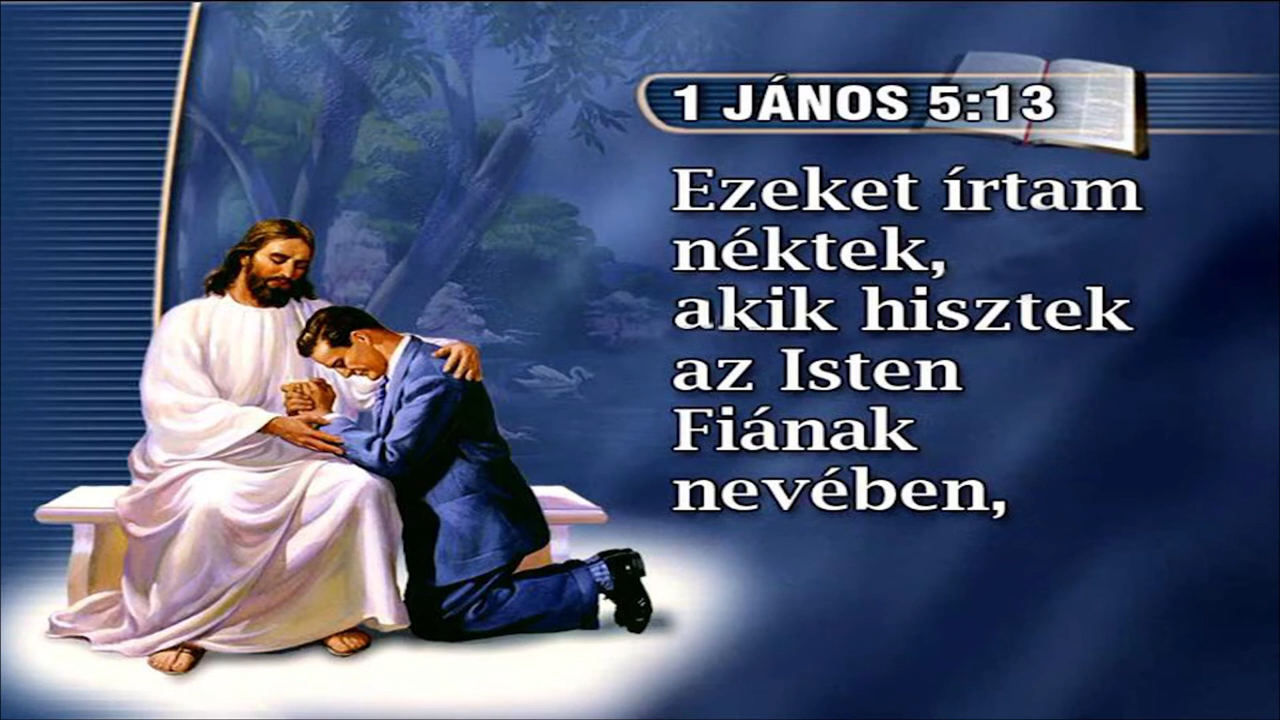 1 JÁNOS 5:13
Ezeket írtam
néktek,
akik hisztek
az Isten
Fiának
nevében,